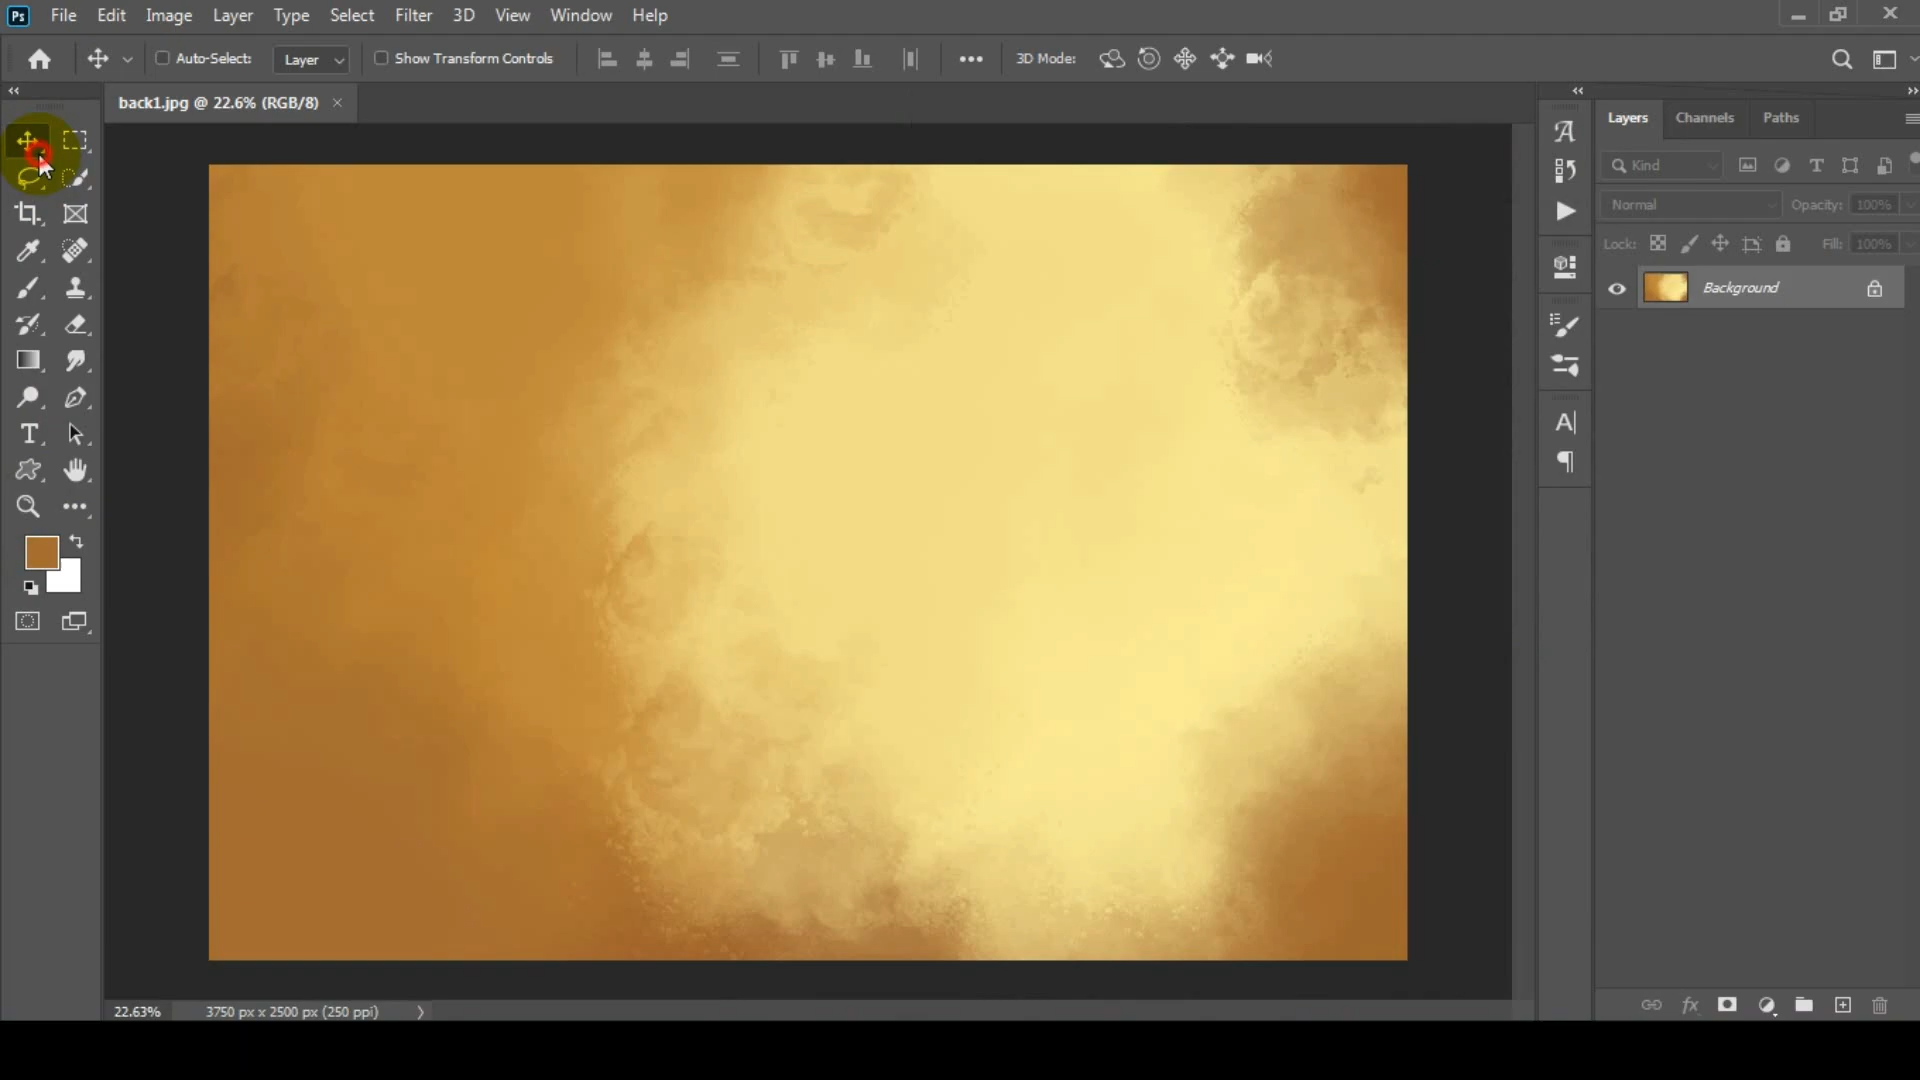 Ps File Edit Image Layer Type Select Filter 3D View Window Help
Auto-Select: Layer Show Transform Controls 3D Mode:
back1.jpg @ 22.6% (RGB/8)
Layers Channels Paths
Kind
Normal Opacity: 100%
Lock: Fill: 100%
Background
22.63% 3750 px x 2500 px (250 ppi)